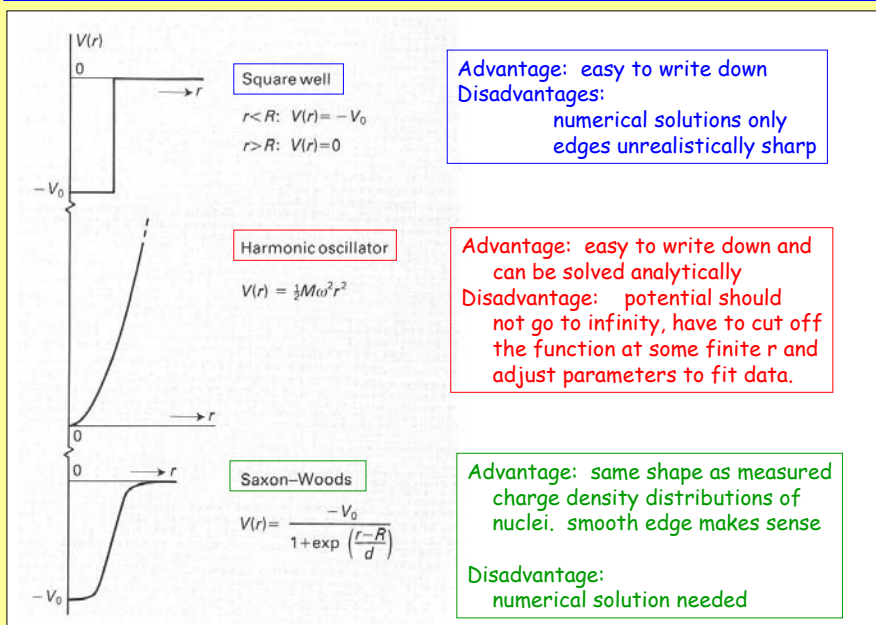 V(r)
0
r
−V₀
Square well
r<R: V(r)=−V₀
r>R: V(r)=0
Advantage: easy to write down
Disadvantages:
numerical solutions only
edges unrealistically sharp
Harmonic oscillator
V(r) = ½Mω²r²
r
0
Advantage: easy to write down and
can be solved analytically
Disadvantage: potential should
not go to infinity, have to cut off
the function at some finite r and
adjust parameters to fit data.
0
r
−V₀
Saxon–Woods
V(r)= −V₀ / 1+exp((r−R)/d)
Advantage: same shape as measured
charge density distributions of
nuclei. smooth edge makes sense
Disadvantage:
numerical solution needed